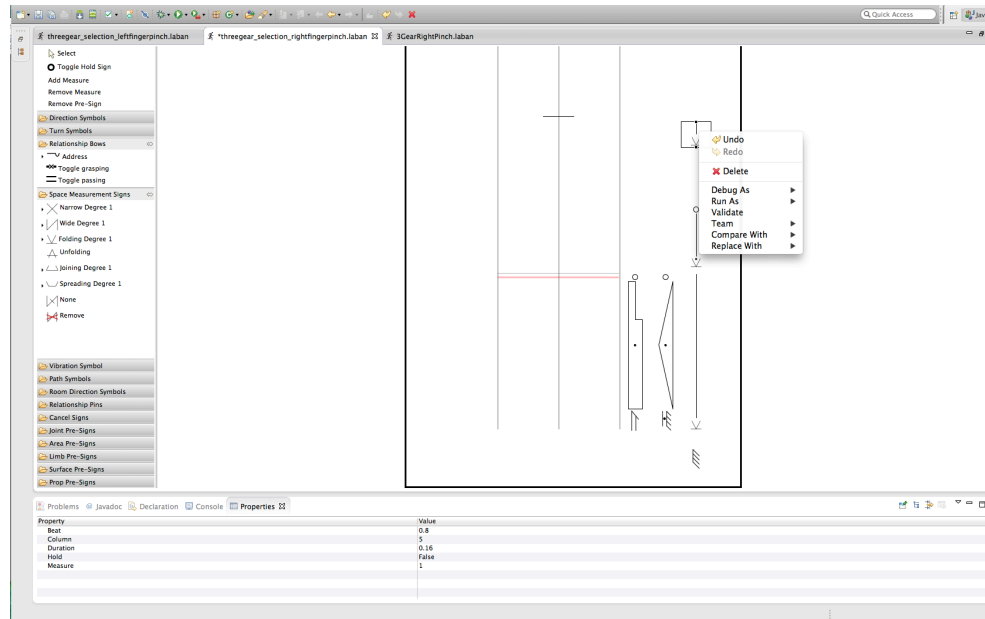 Quick Access
Jav
threegear_selection_leftfingerpinch.laban
*threegear_selection_rightfingerpinch.laban
3GearRightPinch.laban
Select
Toggle Hold Sign
Add Measure
Remove Measure
Remove Pre-Sign
Direction Symbols
Turn Symbols
Relationship Bows
Address
Toggle grasping
Toggle passing
Space Measurement Signs
Narrow Degree 1
Wide Degree 1
Folding Degree 1
Unfolding
Joining Degree 1
Spreading Degree 1
None
Remove
Vibration Symbol
Path Symbols
Room Direction Symbols
Relationship Pins
Cancel Signs
Joint Pre-Signs
Area Pre-Signs
Limb Pre-Signs
Surface Pre-Signs
Prop Pre-Signs
Undo
Redo
Delete
Debug As
Run As
Validate
Team
Compare With
Replace With
Problems Javadoc Declaration Console Properties
Property Value
Beat 0.8
Column 5
Duration 0.16
Hold False
Measure 1